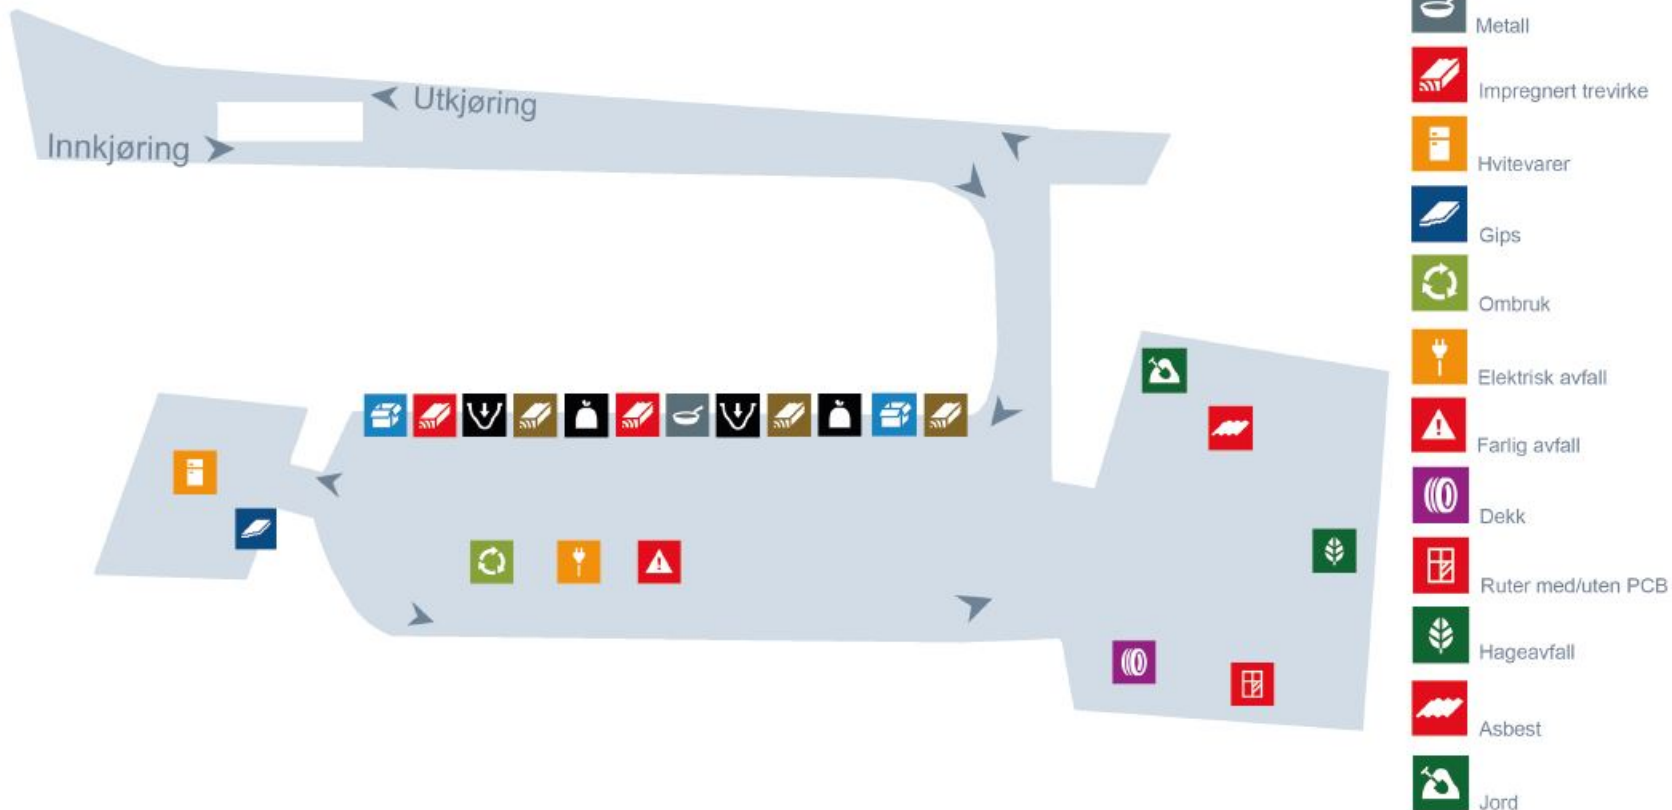 Utkjøring
Innkjøring
Metall
Impregnert trevirke
Hvitevarer
Gips
Ombruk
Elektrisk avfall
Farlig avfall
Dekk
Ruter med/uten PCB
Hageavfall
Asbest
Jord